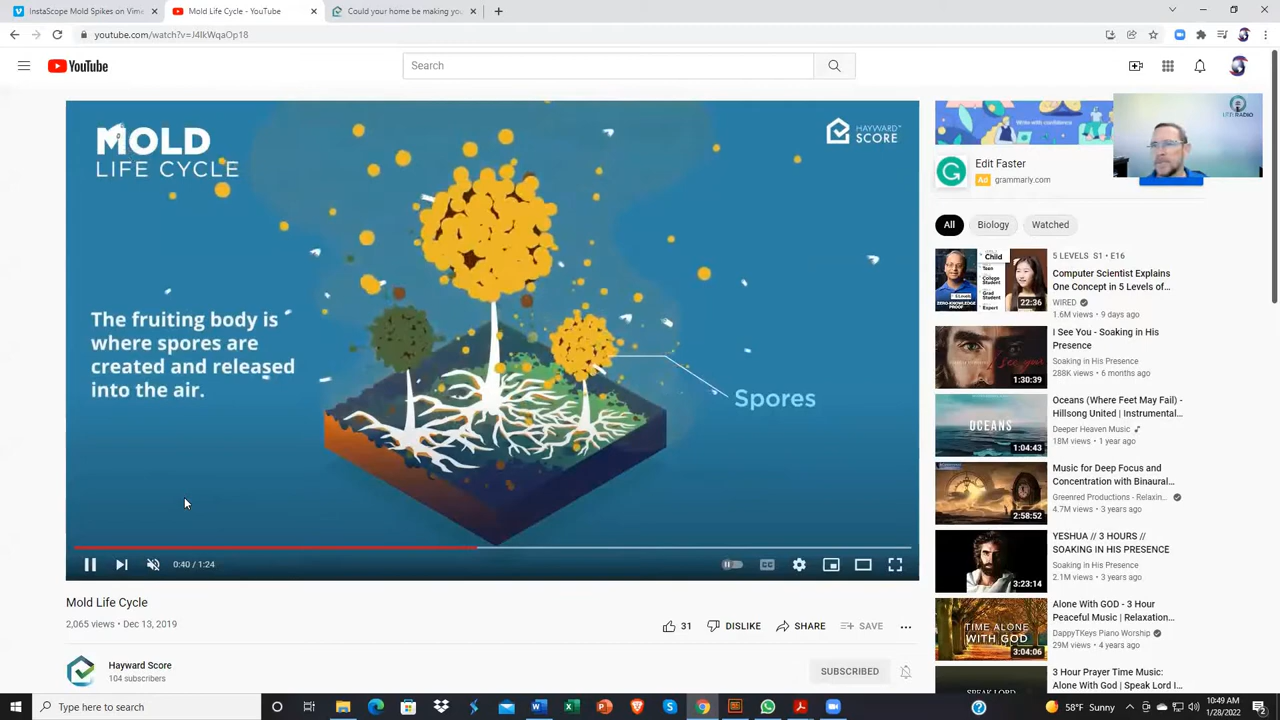 InstaScope Mold Spikes on Vime
Mold Life Cycle - YouTube
Could your home be making you
youtube.com/watch?v=J4IkWqaOp18
YouTube
Search
MOLD
LIFE CYCLE
HAYWARD
SCORE
The fruiting body is
where spores are
created and released
into the air.
Spores
0:40 / 1:24
Mold Life Cycle
2,065 views • Dec 13, 2019
31
DISLIKE
SHARE
SAVE
Hayward Score
104 subscribers
SUBSCRIBED
Edit Faster
Ad grammarly.com
All
Biology
Watched
5 LEVELS S1 • E16
Computer Scientist Explains
One Concept in 5 Levels of...
WIRED
1.6M views • 9 days ago
22:36
I See You - Soaking in His
Presence
Soaking in His Presence
288K views • 6 months ago
1:30:39
Oceans (Where Feet May Fail) -
Hillsong United | Instrumental...
Deeper Heaven Music
18M views • 1 year ago
OCEANS
1:04:43
Music for Deep Focus and
Concentration with Binaural...
Greenred Productions - Relaxin...
4.7M views • 3 years ago
2:58:52
YESHUA // 3 HOURS //
SOAKING IN HIS PRESENCE
Soaking in His Presence
2.1M views • 3 years ago
3:23:14
Alone With GOD - 3 Hour
Peaceful Music | Relaxation...
DappyTKeys Piano Worship
29M views • 4 years ago
TIME ALONE
WITH GOD
3:04:06
3 Hour Prayer Time Music:
Alone With God | Speak Lord I...
Type here to search
58°F Sunny
10:49 AM
1/28/2022